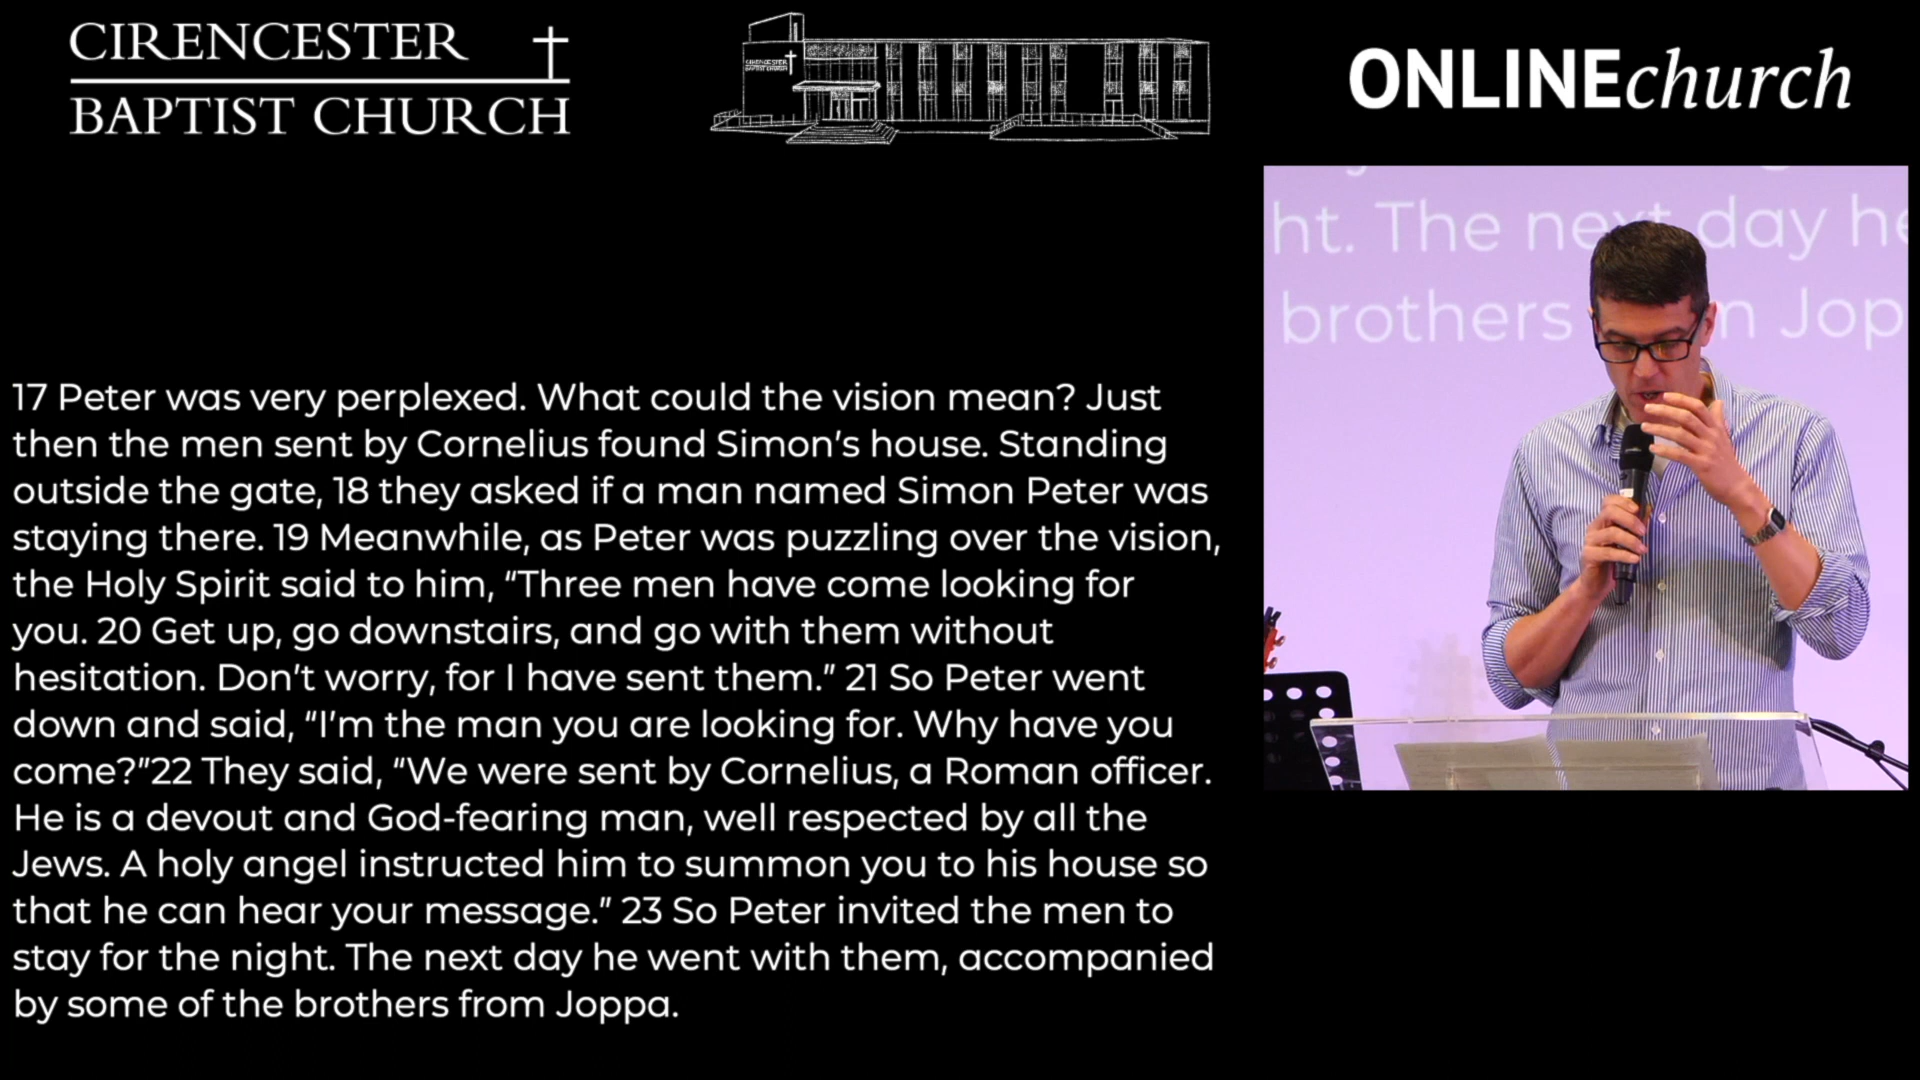 CIRENCESTER
BAPTIST CHURCH
CIRENCESTER
BAPTIST CHURCH
ONLINEchurch
ht. The next day he
brothers Jop
17 Peter was very perplexed. What could the vision mean? Just
then the men sent by Cornelius found Simon’s house. Standing
outside the gate, 18 they asked if a man named Simon Peter was
staying there. 19 Meanwhile, as Peter was puzzling over the vision,
the Holy Spirit said to him, “Three men have come looking for
you. 20 Get up, go downstairs, and go with them without
hesitation. Don’t worry, for I have sent them.” 21 So Peter went
down and said, “I’m the man you are looking for. Why have you
come?”22 They said, “We were sent by Cornelius, a Roman officer.
He is a devout and God-fearing man, well respected by all the
Jews. A holy angel instructed him to summon you to his house so
that he can hear your message.” 23 So Peter invited the men to
stay for the night. The next day he went with them, accompanied
by some of the brothers from Joppa.